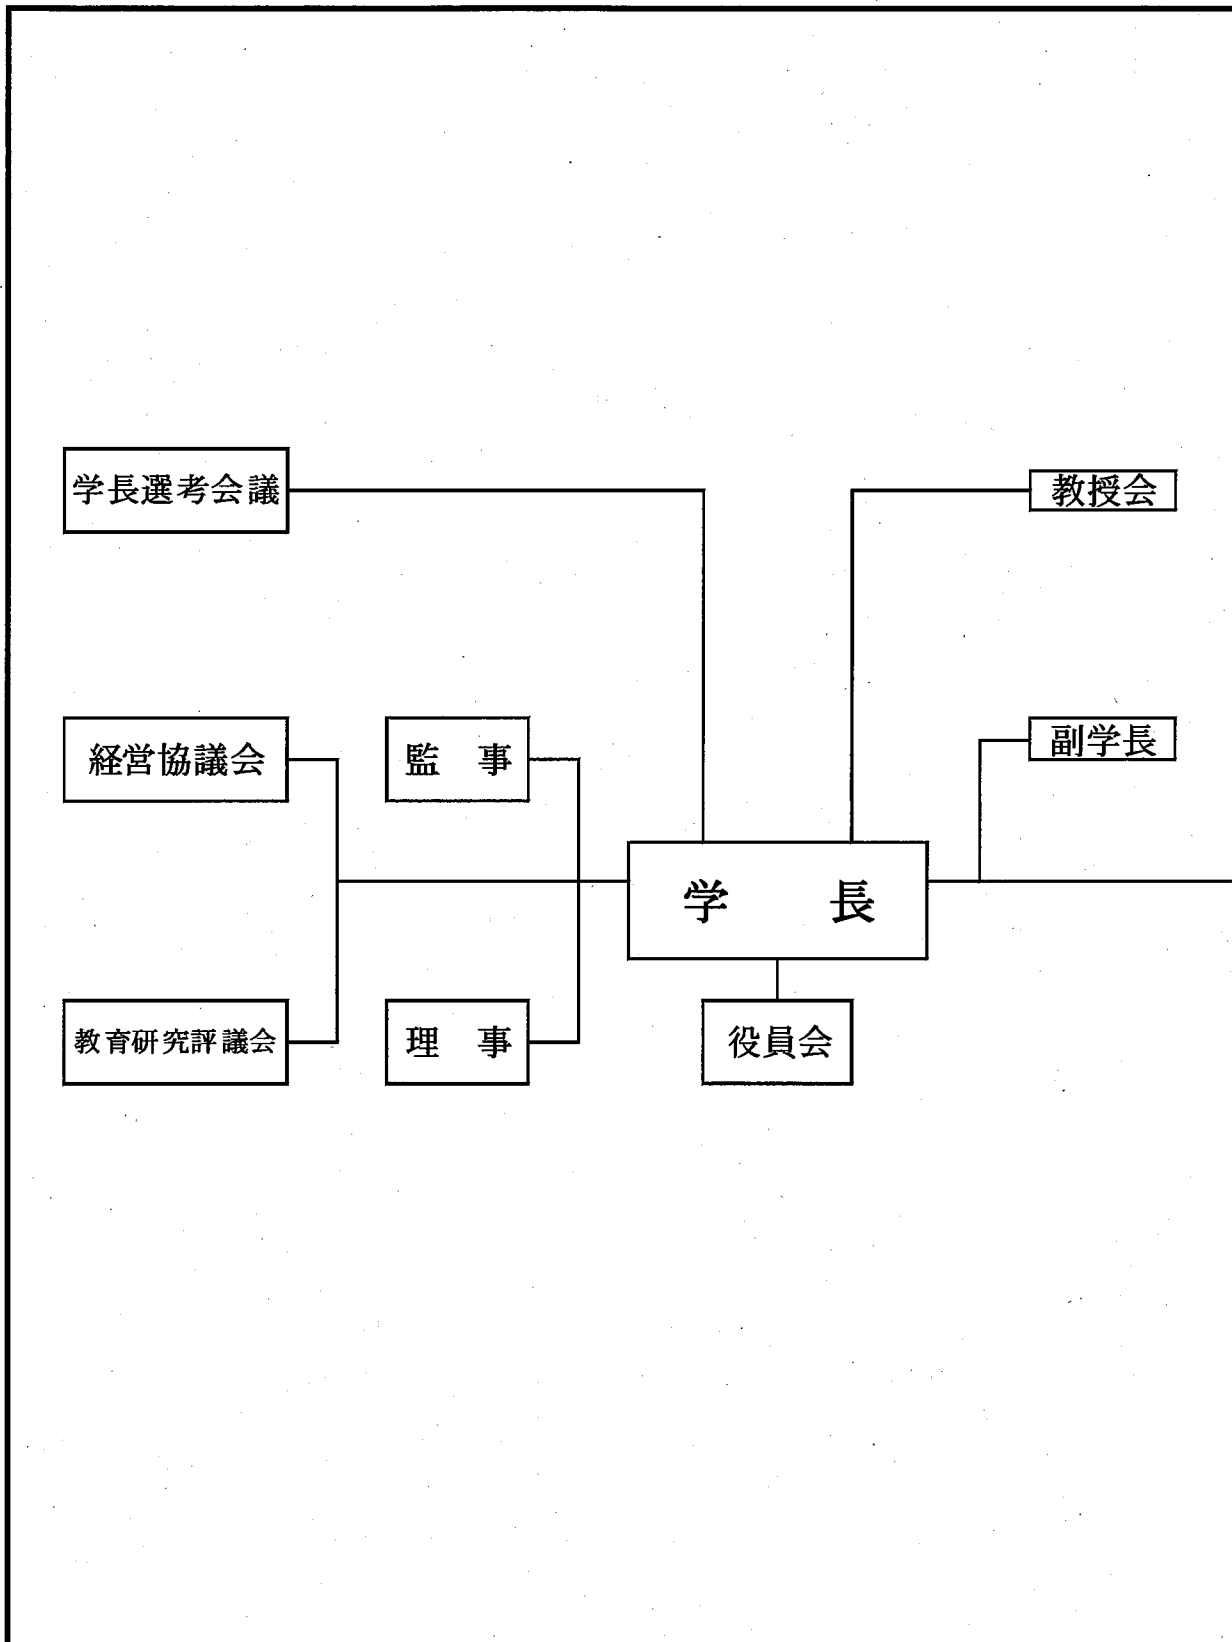 学長選考会議
教授会
経営協議会
監　事
副学長
学　長
教育研究評議会
理　事
役員会